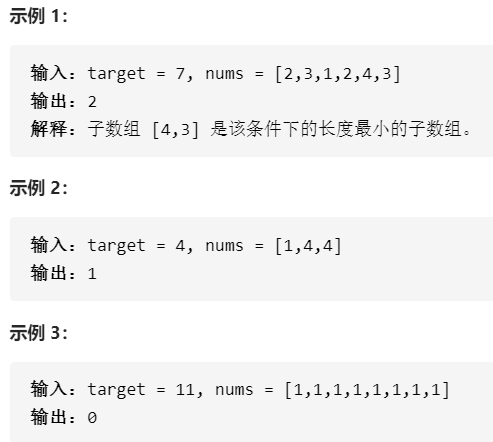 示例 1：
输入：target = 7, nums = [2,3,1,2,4,3]
输出：2
解释：子数组 [4,3] 是该条件下的长度最小的子数组。
示例 2：
输入：target = 4, nums = [1,4,4]
输出：1
示例 3：
输入：target = 11, nums = [1,1,1,1,1,1,1,1]
输出：0